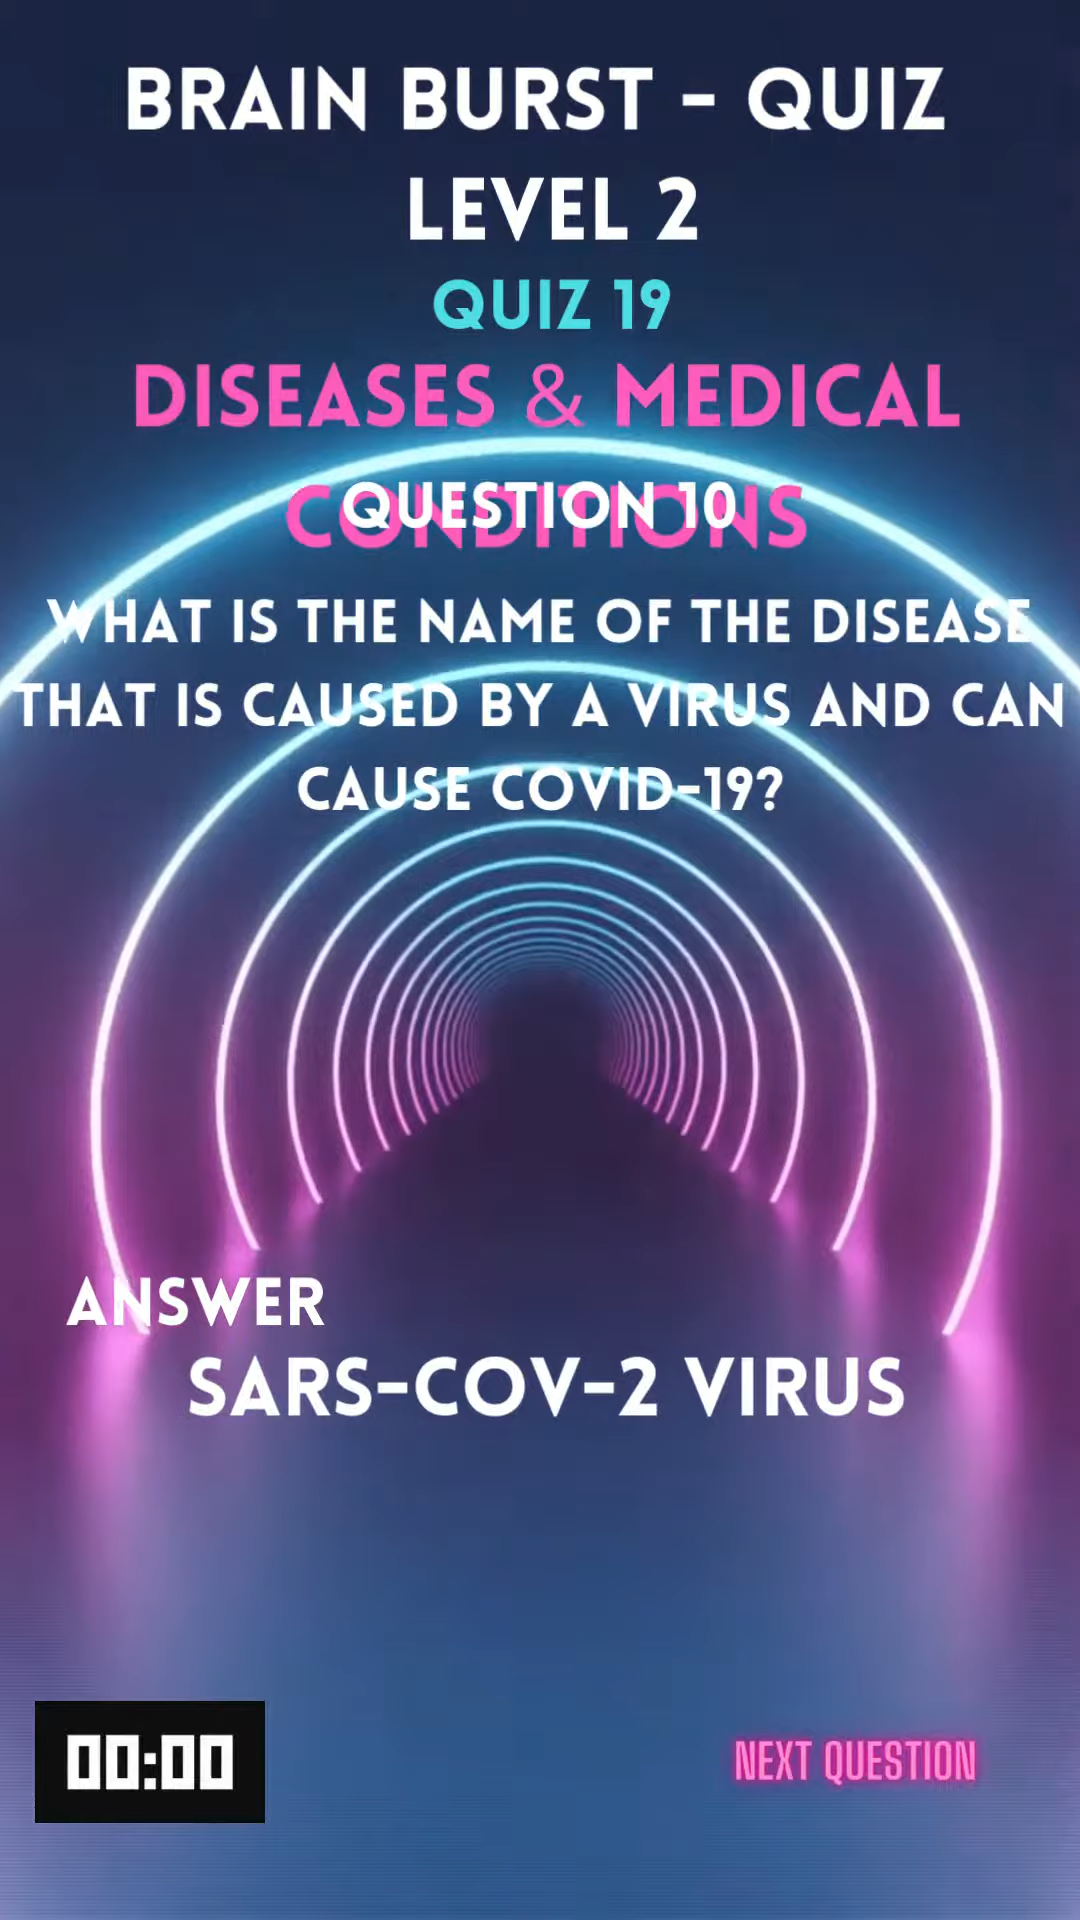 BRAIN BURST - QUIZ
LEVEL 2
QUIZ 19
DISEASES & MEDICAL
CONDITIONS
QUESTION 10
WHAT IS THE NAME OF THE DISEASE
THAT IS CAUSED BY A VIRUS AND CAN
CAUSE COVID-19?
ANSWER
SARS-COV-2 VIRUS
00:00
NEXT QUESTION